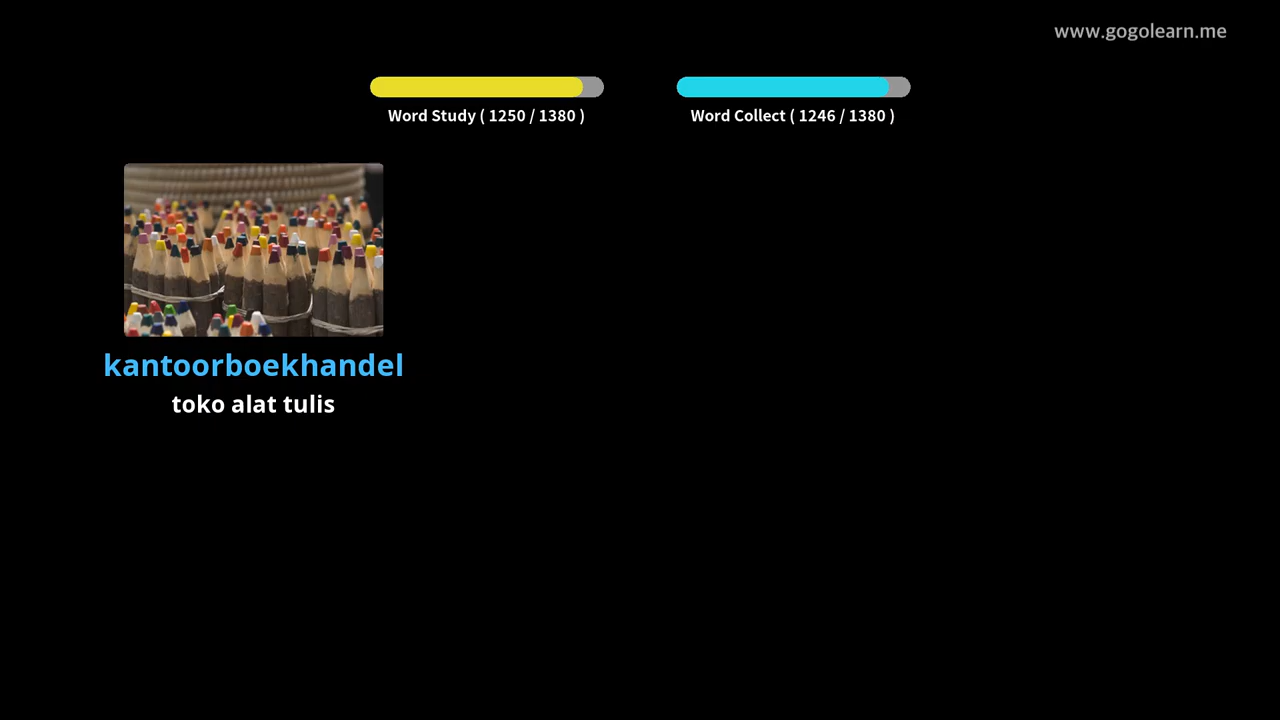 www.gogolearn.me
Word Study ( 1250 / 1380 )
Word Collect ( 1246 / 1380 )
kantoorboekhandel
toko alat tulis